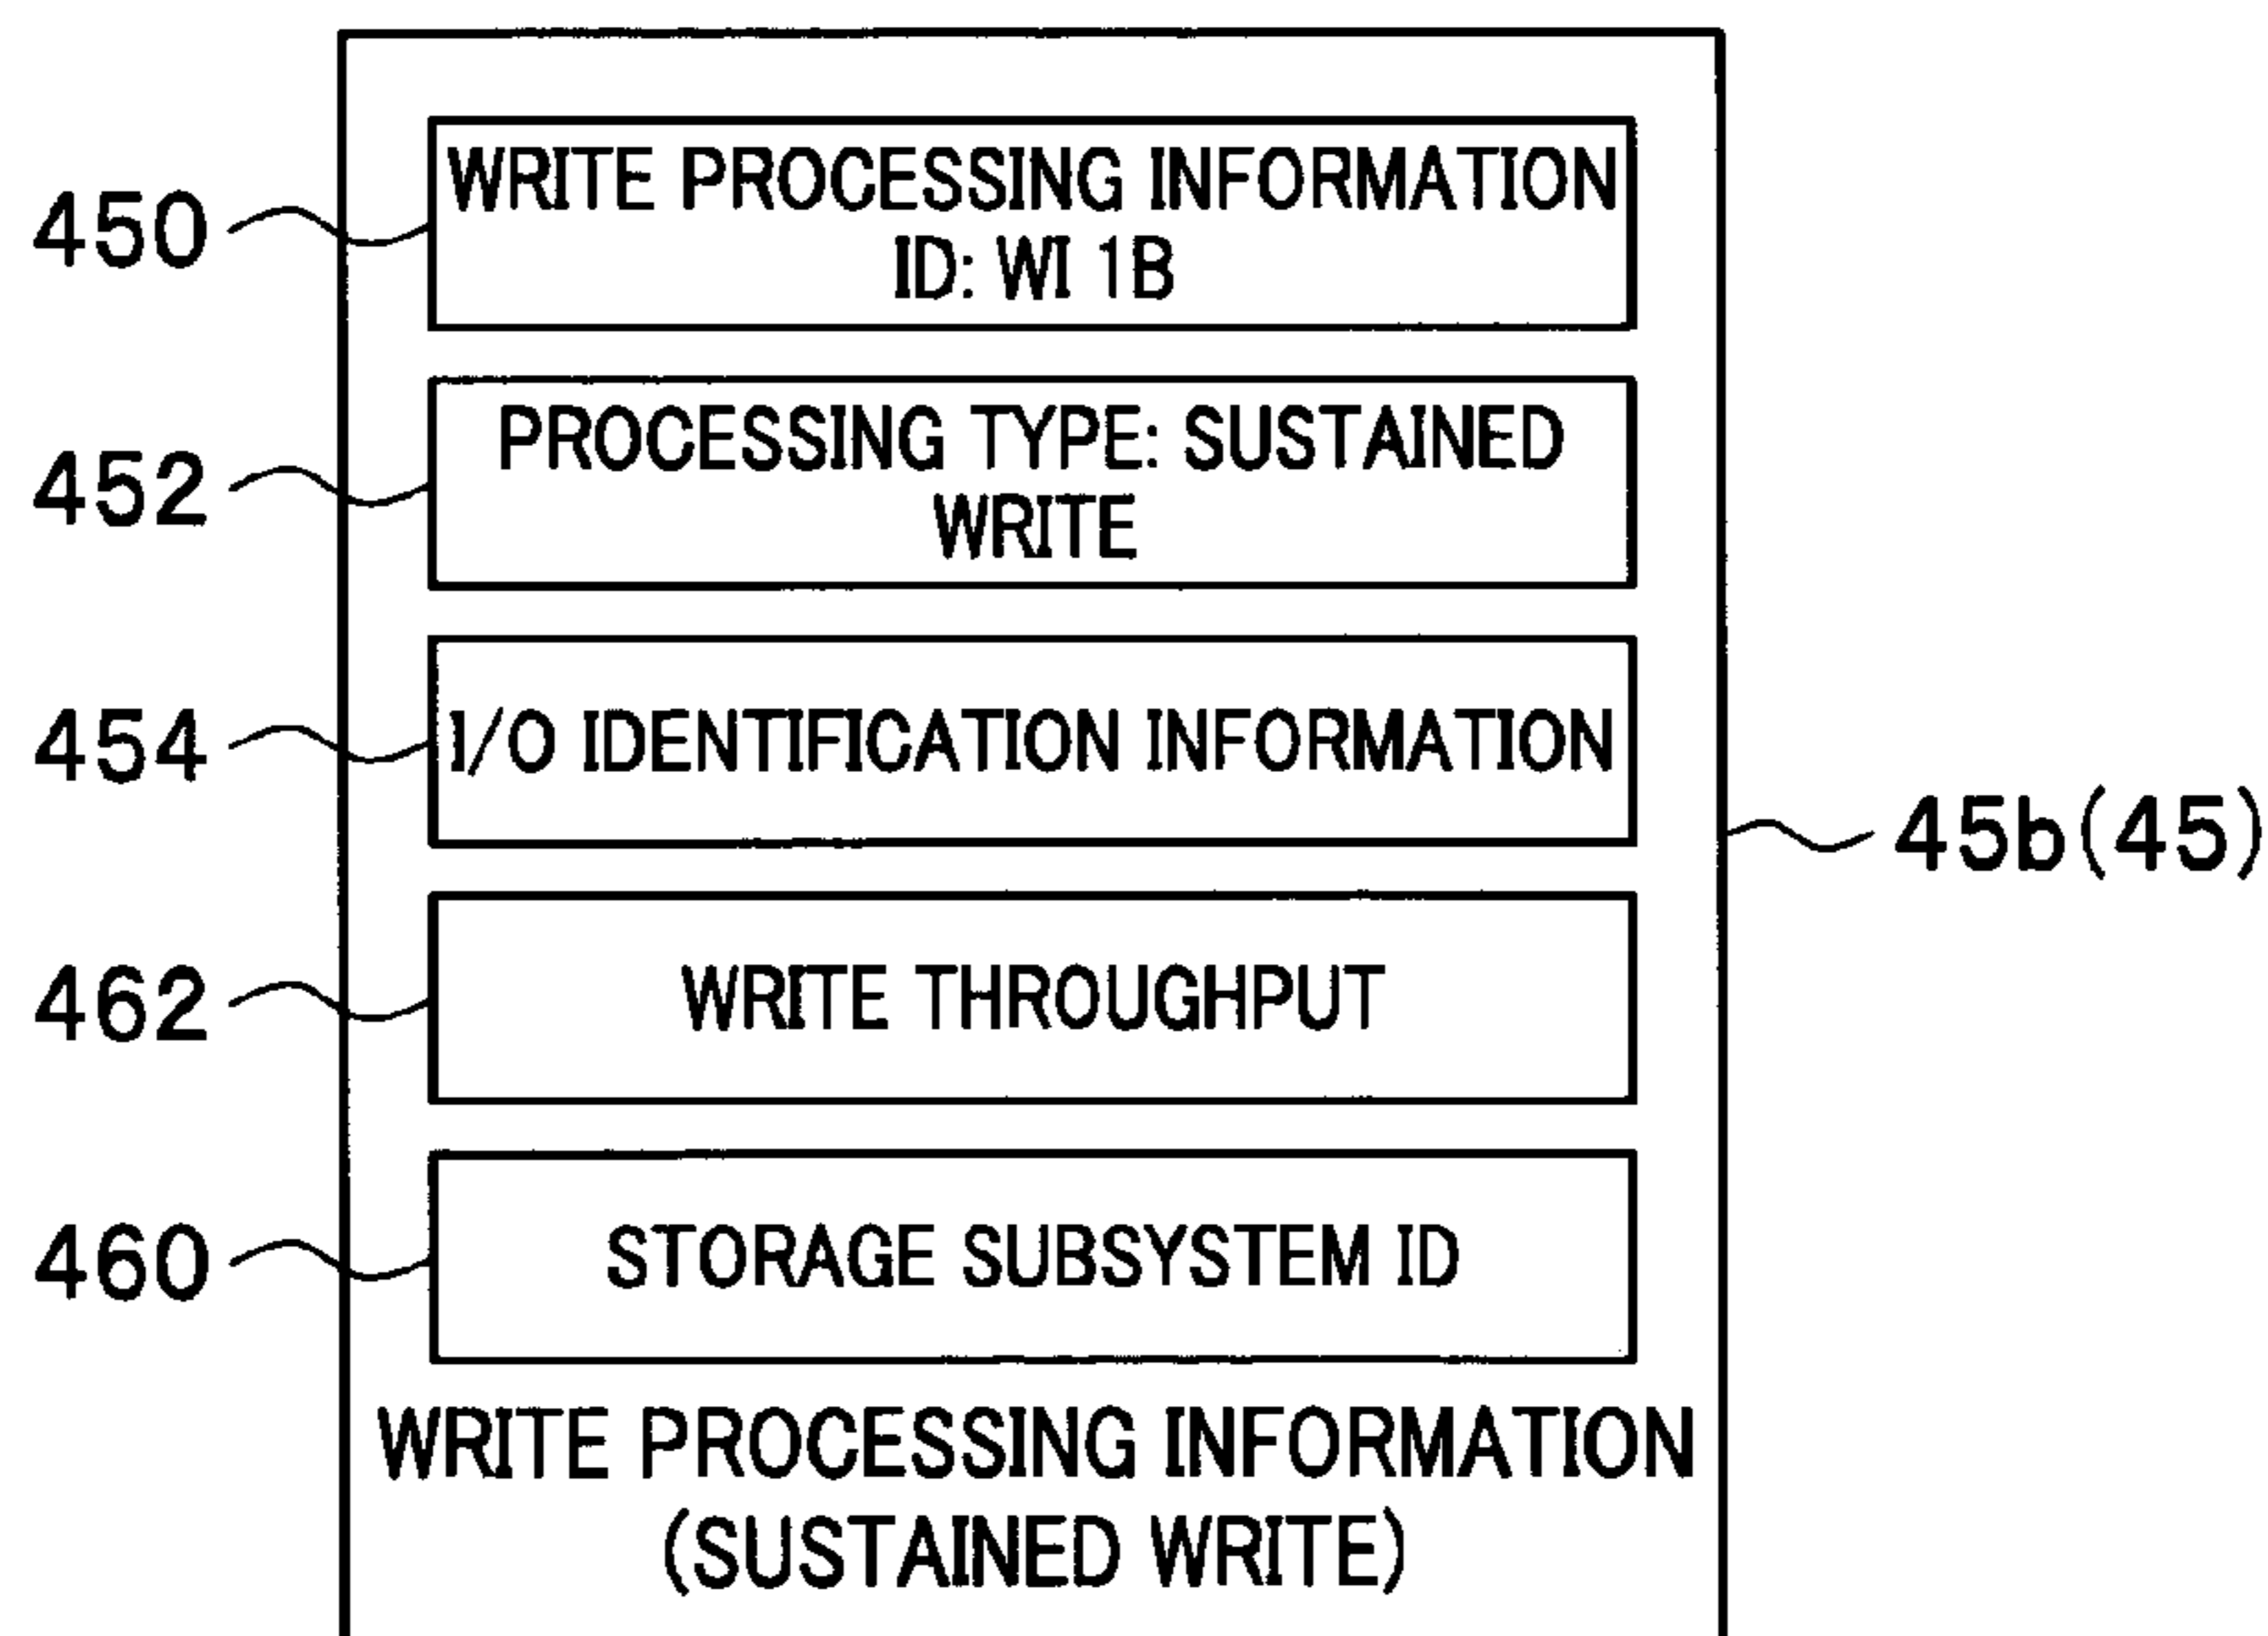 450
WRITE PROCESSING INFORMATION
ID: WI 1B
452
PROCESSING TYPE: SUSTAINED
WRITE
454
I/O IDENTIFICATION INFORMATION
45b(45)
462
WRITE THROUGHPUT
460
STORAGE SUBSYSTEM ID
WRITE PROCESSING INFORMATION
(SUSTAINED WRITE)